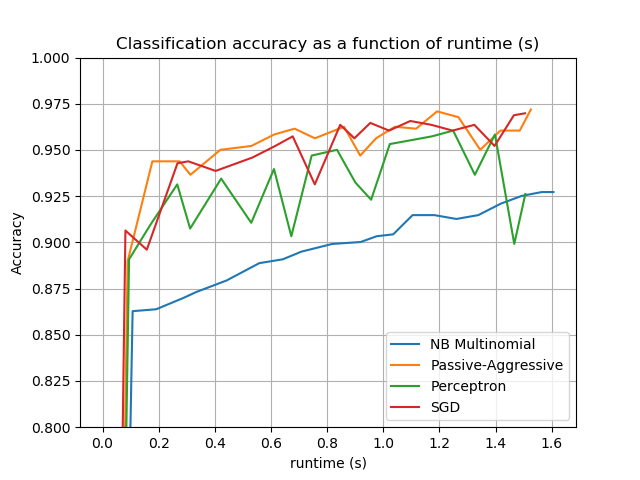 Classification accuracy as a function of runtime (s)
1.000
0.975
0.950
0.925
0.900
0.875
0.850
0.825
0.800
Accuracy
NB Multinomial
Passive-Aggressive
Perceptron
SGD
0.0 0.2 0.4 0.6 0.8 1.0 1.2 1.4 1.6
runtime (s)